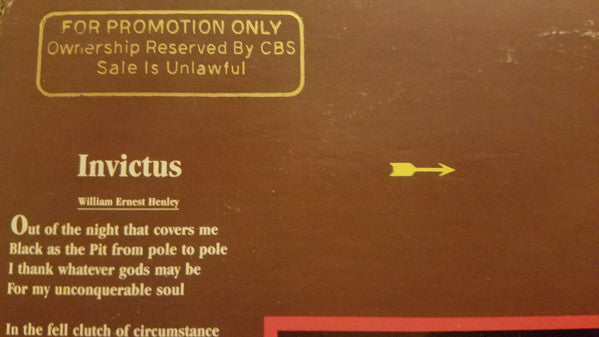 FOR PROMOTION ONLY
Ownership Reserved By CBS
Sale Is Unlawful
Invictus
William Ernest Henley
Out of the night that covers me
Black as the Pit from pole to pole
I thank whatever gods may be
For my unconquerable soul
In the fell clutch of circumstance